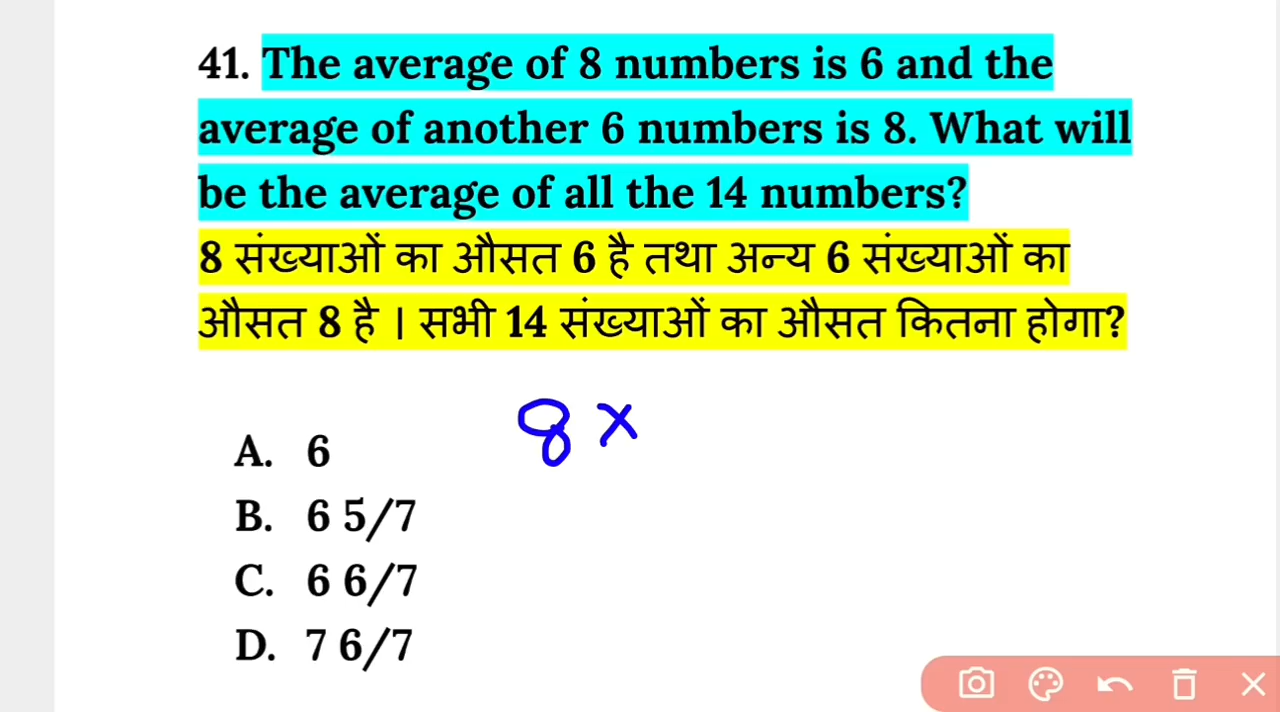 41. The average of 8 numbers is 6 and the
average of another 6 numbers is 8. What will
be the average of all the 14 numbers?
8 संख्याओं का औसत 6 है तथा अन्य 6 संख्याओं का
औसत 8 है । सभी 14 संख्याओं का औसत कितना होगा?
8 ×
A. 6
B. 6 5/7
C. 6 6/7
D. 7 6/7